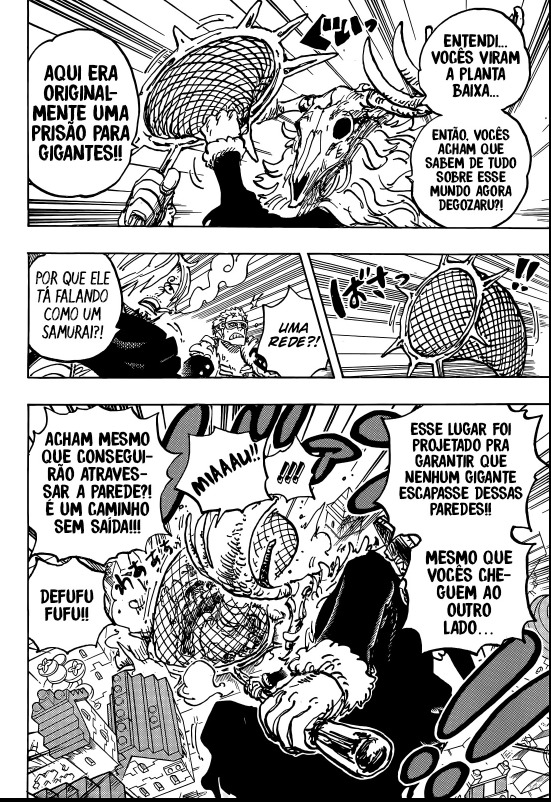 ENTENDI...
VOCÊS VIRAM
A PLANTA
BAIXA...
ENTÃO, VOCÊS
ACHAM QUE
SABEM DE TUDO
SOBRE ESSE
MUNDO AGORA
DEGOZARU?!
AQUI ERA
ORIGINAL-
MENTE UMA
PRISÃO PARA
GIGANTES!!
!!
ばさっ
UMA
REDE?!
POR QUE ELE
TÁ FALANDO
COMO UM
SAMURAI?!
ESSE LUGAR FOI
PROJETADO PRA
GARANTIR QUE
NENHUM GIGANTE
ESCAPASSE DESSAS
PAREDES!!
MESMO QUE
VOCÊS CHE-
GUEM AO
OUTRO
LADO...
!!!
MIAAAU!!
ACHAM MESMO
QUE CONSEGUI-
RÃO ATRAVES-
SAR A PAREDE?!
É UM CAMINHO
SEM SAÍDA!!!
DEFUFU
FUFU!!